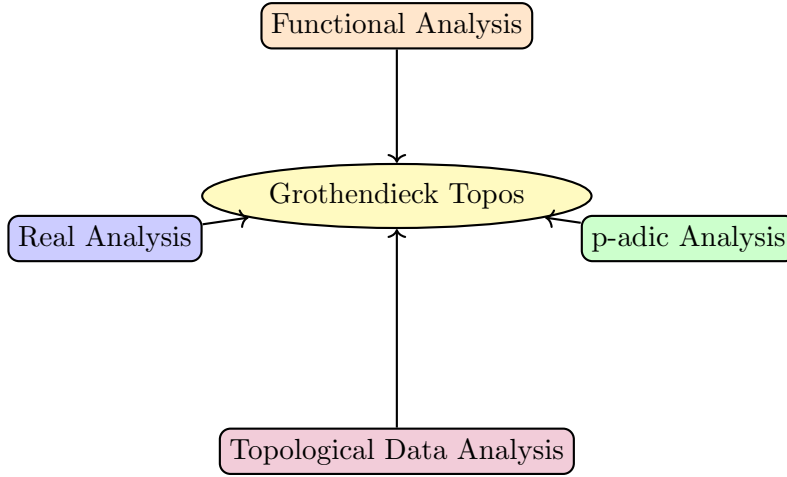 Functional Analysis
Grothendieck Topos
Real Analysis
p-adic Analysis
Topological Data Analysis